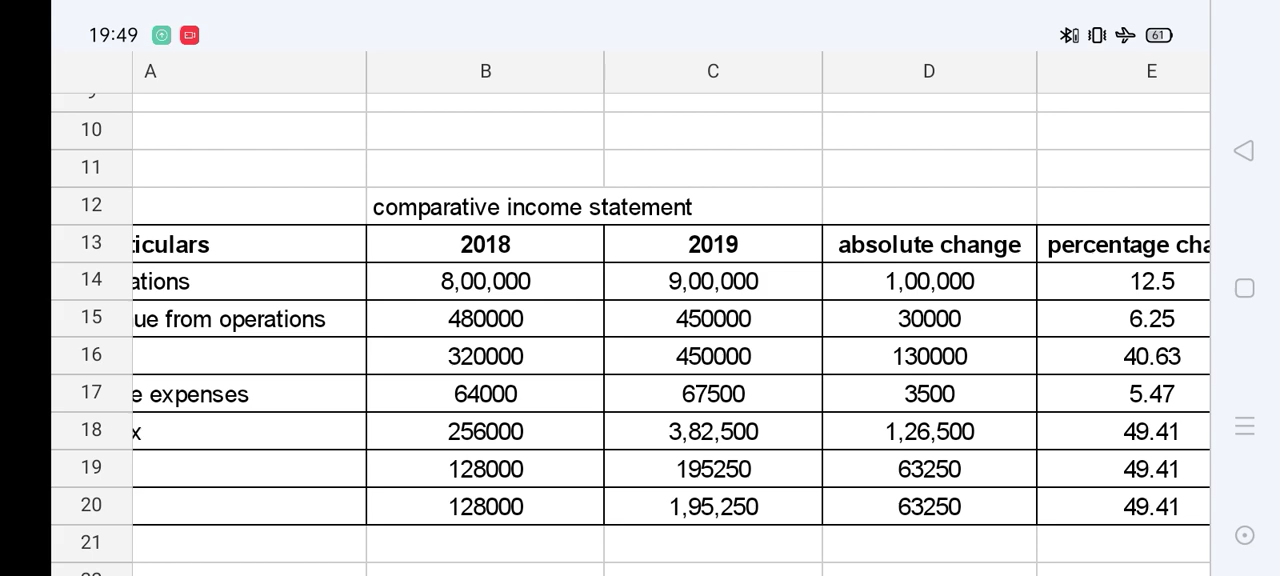 19:49 61
A B C D E
10
11
12 comparative income statement
13 ticulars 2018 2019 absolute change percentage cha
14 ations 8,00,000 9,00,000 1,00,000 12.5
15 ue from operations 480000 450000 30000 6.25
16 320000 450000 130000 40.63
17 e expenses 64000 67500 3500 5.47
18 x 256000 3,82,500 1,26,500 49.41
19 128000 195250 63250 49.41
20 128000 1,95,250 63250 49.41
21